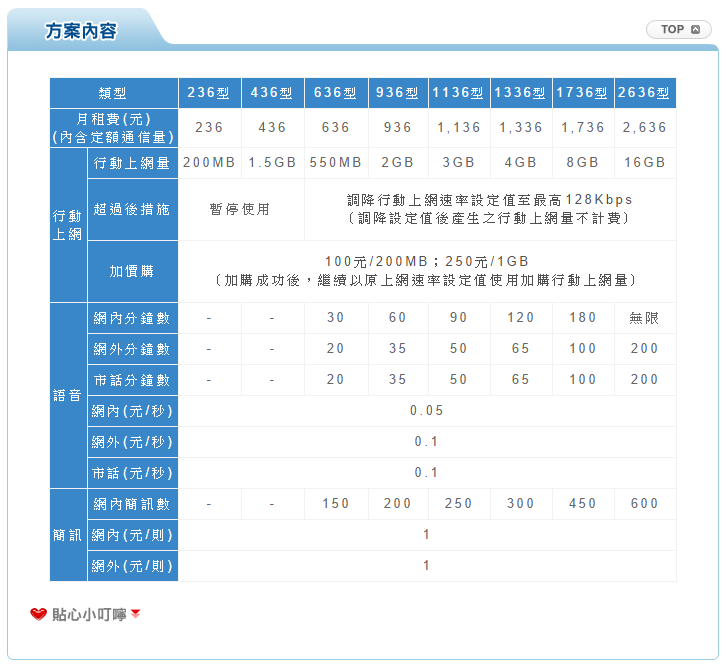 方案內容
TOP
類型 236型 436型 636型 936型 1136型 1336型 1736型 2636型
月租費(元)
(內含定額通信量) 236 436 636 936 1,136 1,336 1,736 2,636
行動上網 行動上網量 200MB 1.5GB 550MB 2GB 3GB 4GB 8GB 16GB
超過後措施 暫停使用 調降行動上網速率設定值至最高128Kbps
(調降設定值後產生之行動上網量不計費)
加價購 100元/200MB；250元/1GB
(加購成功後，繼續以原上網速率設定值使用加購行動上網量)
語音 網內分鐘數 - - 30 60 90 120 180 無限
網外分鐘數 - - 20 35 50 65 100 200
市話分鐘數 - - 20 35 50 65 100 200
網內(元/秒) 0.05
網外(元/秒) 0.1
市話(元/秒) 0.1
簡訊 網內簡訊數 - - 150 200 250 300 450 600
網內(元/則) 1
網外(元/則) 1
貼心小叮嚀